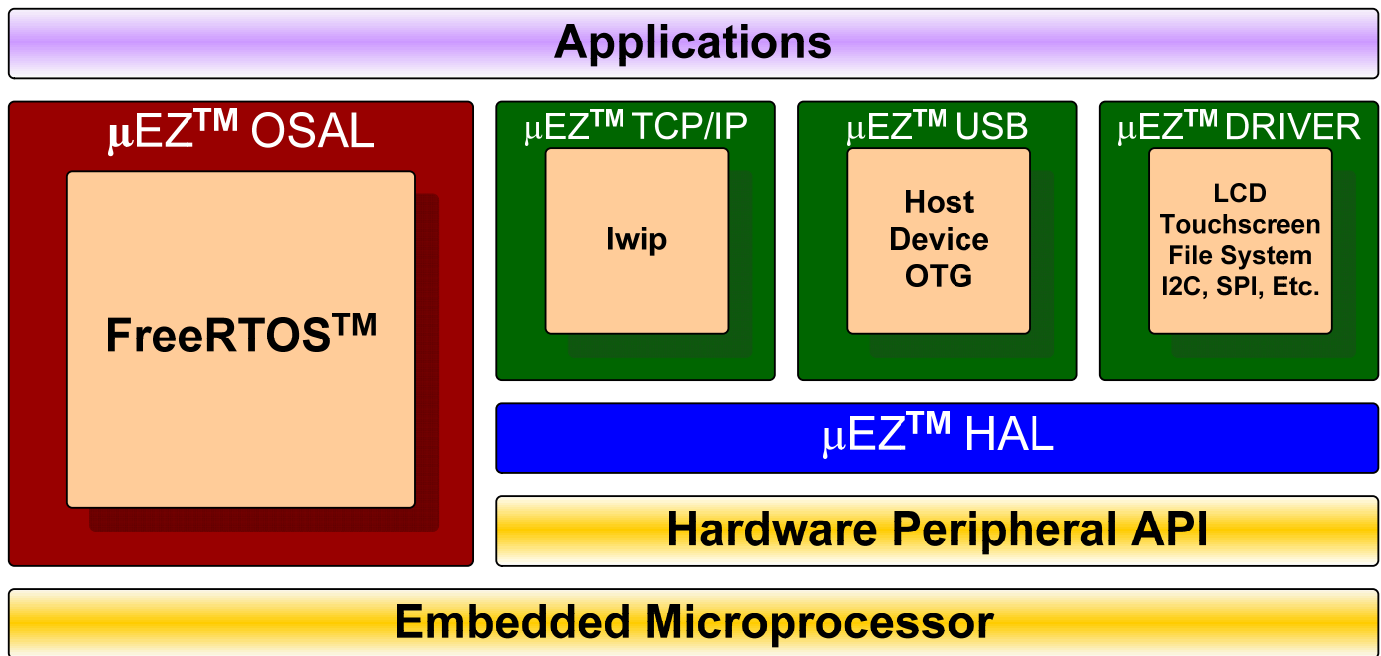 Applications
μEZ™ OSAL
FreeRTOS™
μEZ™ TCP/IP
lwip
μEZ™ USB
Host
Device
OTG
μEZ™ DRIVER
LCD
Touchscreen
File System
I2C, SPI, Etc.
μEZ™ HAL
Hardware Peripheral API
Embedded Microprocessor